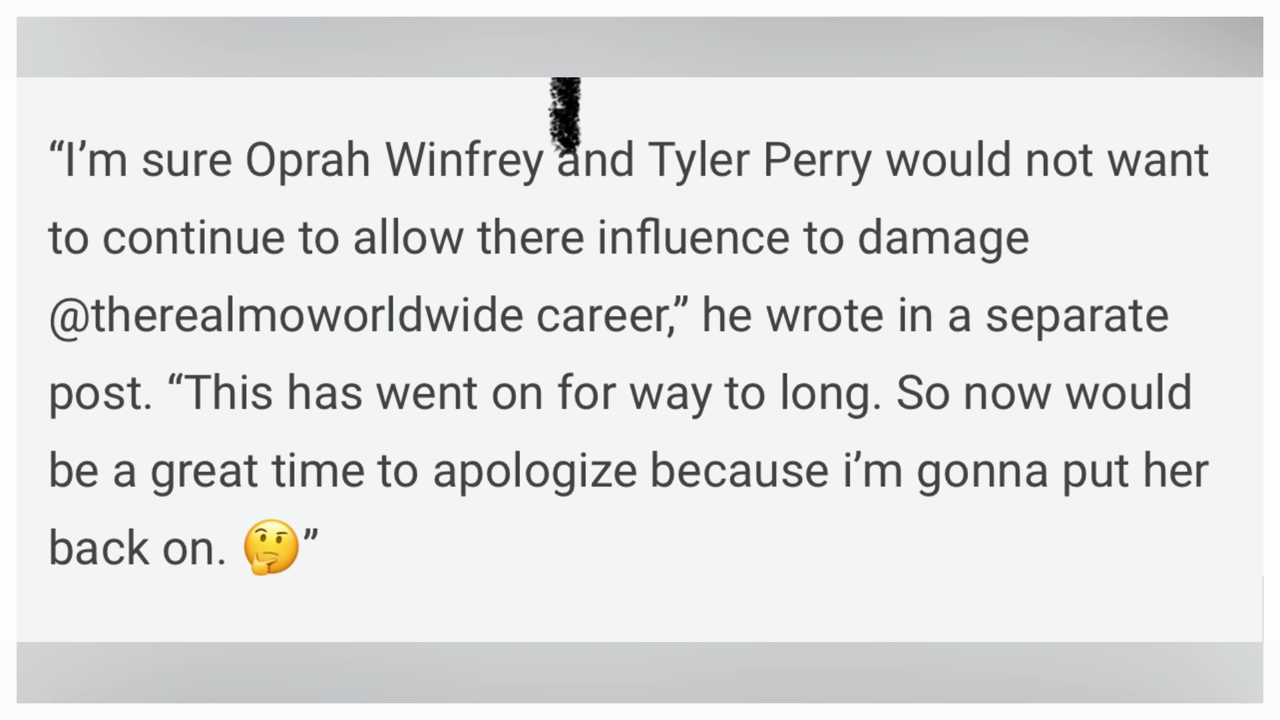 “I’m sure Oprah Winfrey and Tyler Perry would not want
to continue to allow there influence to damage
@therealmoworldwide career,” he wrote in a separate
post. “This has went on for way to long. So now would
be a great time to apologize because i’m gonna put her
back on. 🤔”